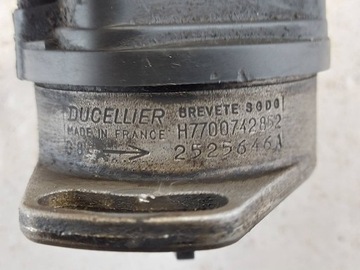 DUCELLIER BREVETE SGDG
MADE IN FRANCE H7700742852
2525646A